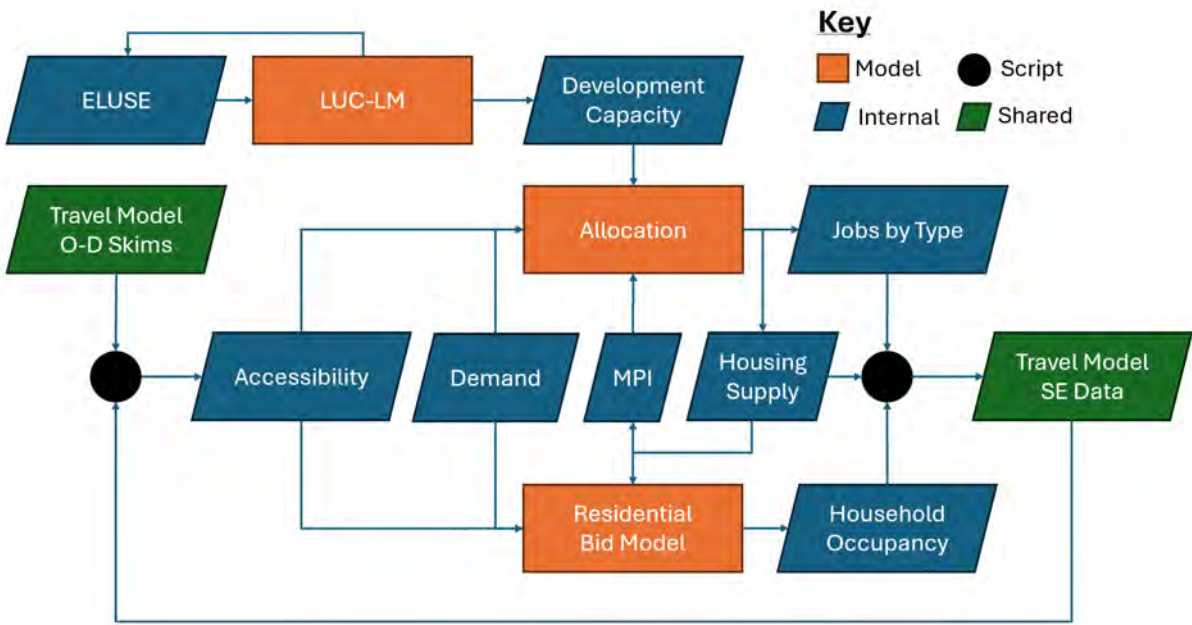 Key
Model
Script
Internal
Shared
ELUSE
LUC-LM
Development
Capacity
Travel Model
O-D Skims
Allocation
Jobs by Type
Accessibility
Demand
MPI
Housing
Supply
Travel Model
SE Data
Residential
Bid Model
Household
Occupancy